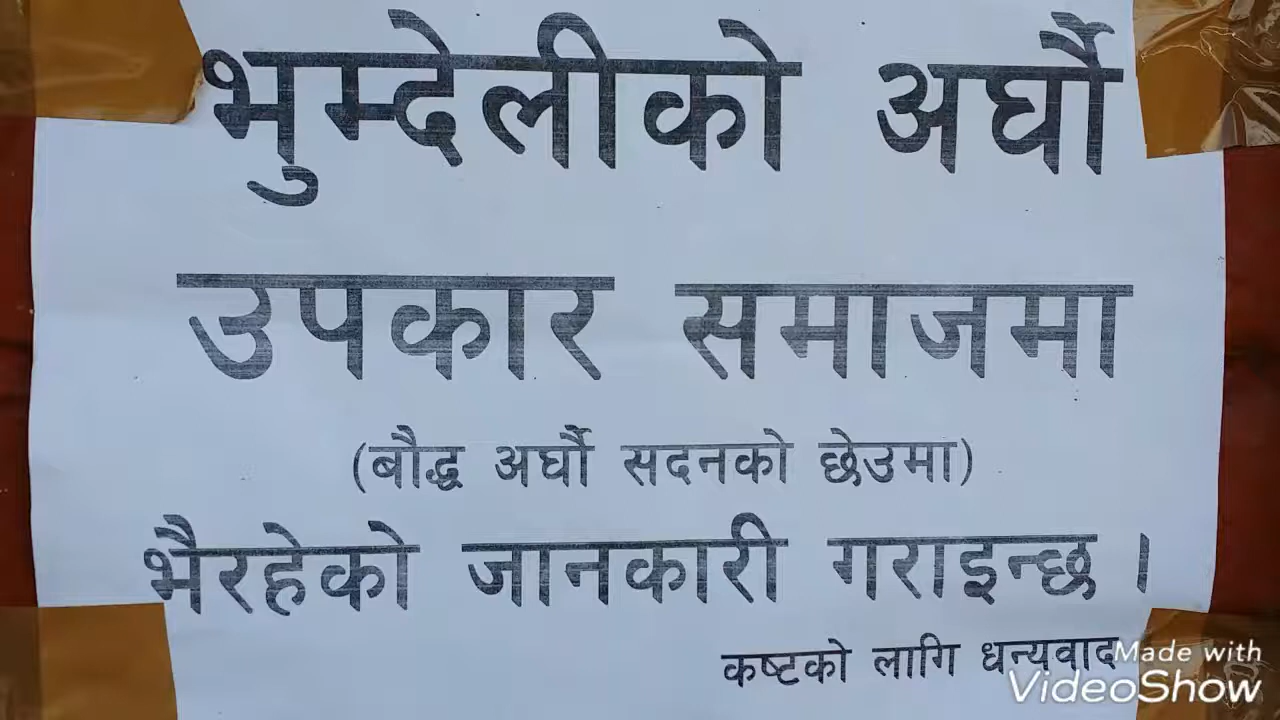 भुम्देलीको अर्घौ
उपकार समाजमा
(बौद्ध अर्घौ सदनको छेउमा)
भैरहेको जानकारी गराइन्छ ।
कष्टको लागि धन्यवाद
Made with
VideoShow